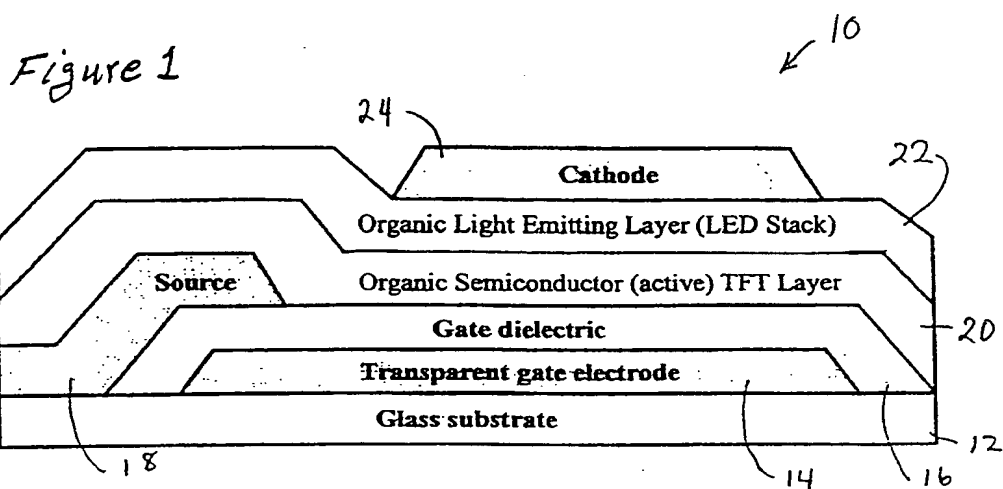 10
Figure 1
24
Cathode
22
Organic Light Emitting Layer (LED Stack)
Source
Organic Semiconductor (active) TFT Layer
Gate dielectric
20
Transparent gate electrode
Glass substrate
18
14
16
12